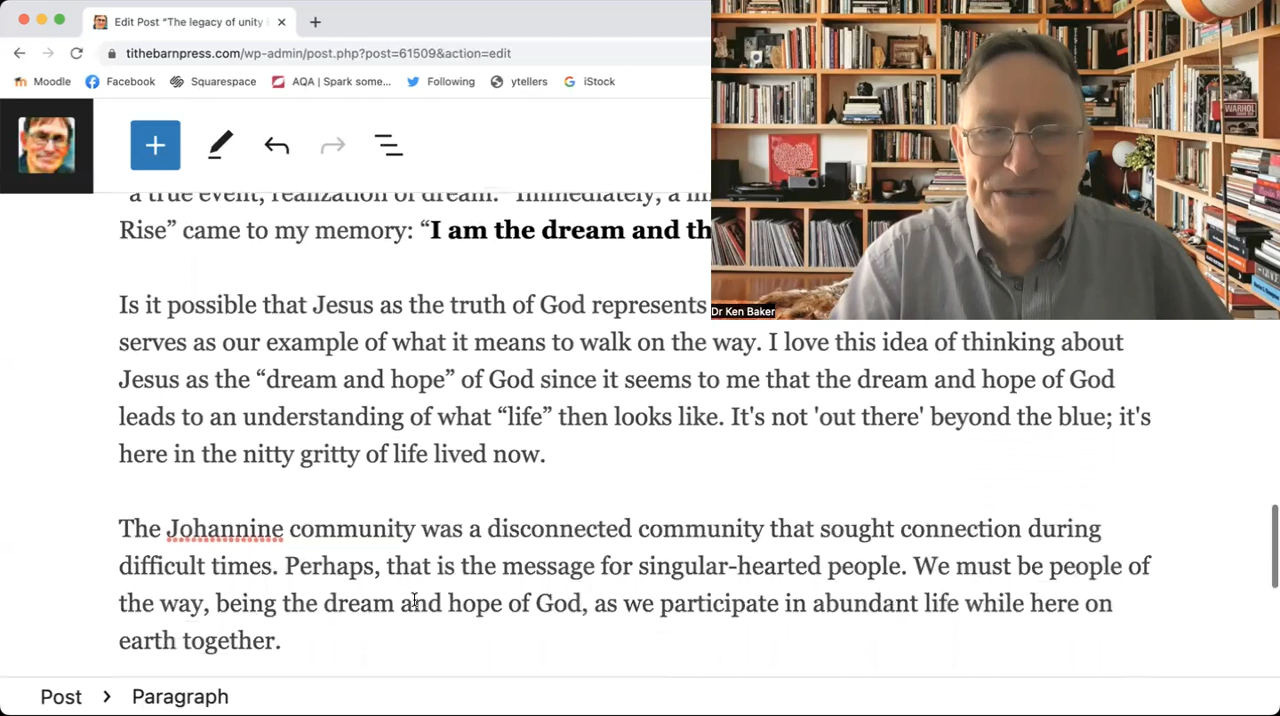 Edit Post “The legacy of unity
tithebarnpress.com/wp-admin/post.php?post=61509&action=edit
Moodle Facebook Squarespace AQA | Spark some... Following vtellers iStock
WARHOL
Dr Ken Baker
a true event, realization of dream.” Immediately, a
Rise” came to my memory: “I am the dream and th
Is it possible that Jesus as the truth of God represents
serves as our example of what it means to walk on the way. I love this idea of thinking about
Jesus as the “dream and hope” of God since it seems to me that the dream and hope of God
leads to an understanding of what “life” then looks like. It's not 'out there' beyond the blue; it's
here in the nitty gritty of life lived now.
The Johannine community was a disconnected community that sought connection during
difficult times. Perhaps, that is the message for singular-hearted people. We must be people of
the way, being the dream and hope of God, as we participate in abundant life while here on
earth together.
Post > Paragraph